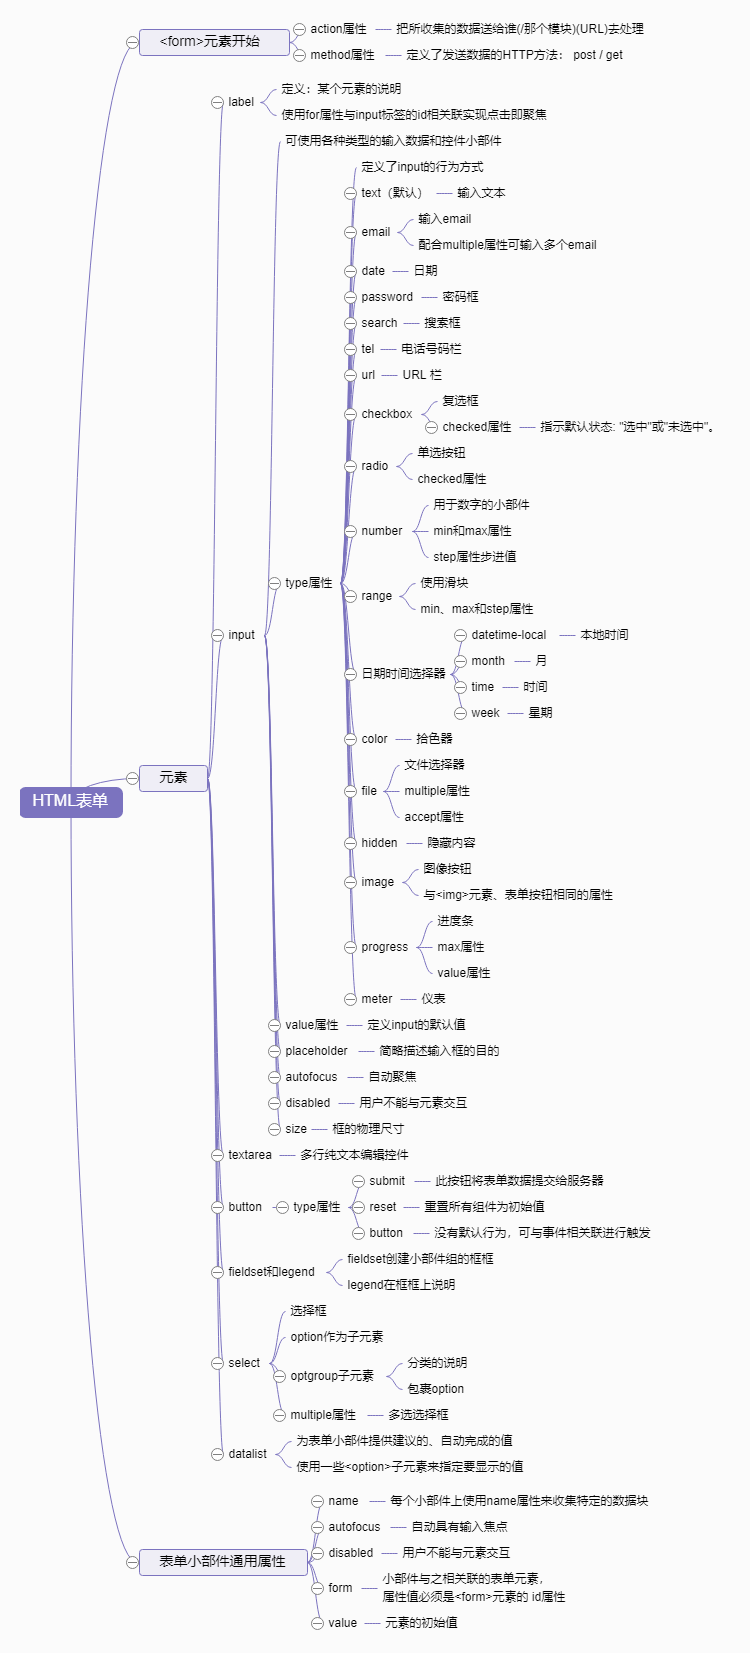 <form>元素开始
action属性
把所收集的数据送给谁(/那个模块)(URL)去处理
method属性
定义了发送数据的HTTP方法： post / get
label
定义：某个元素的说明
使用for属性与input标签的id相关联实现点击即聚焦
可使用各种类型的输入数据和控件小部件
定义了input的行为方式
text（默认）
输入文本
email
输入email
配合multiple属性可输入多个email
date
日期
password
密码框
search
搜索框
tel
电话号码栏
url
URL 栏
checkbox
复选框
checked属性
指示默认状态: "选中"或"未选中"。
radio
单选按钮
checked属性
number
用于数字的小部件
min和max属性
step属性步进值
type属性
range
使用滑块
min、max和step属性
input
日期时间选择器
datetime-local
本地时间
month
月
time
时间
week
星期
color
拾色器
元素
file
文件选择器
multiple属性
accept属性
HTML表单
hidden
隐藏内容
image
图像按钮
与<img>元素、表单按钮相同的属性
progress
进度条
max属性
value属性
meter
仪表
value属性
定义input的默认值
placeholder
简略描述输入框的目的
autofocus
自动聚焦
disabled
用户不能与元素交互
size
框的物理尺寸
textarea
多行纯文本编辑控件
button
type属性
submit
此按钮将表单数据提交给服务器
reset
重置所有组件为初始值
button
没有默认行为，可与事件相关联进行触发
fieldset和legend
fieldset创建小部件组的框框
legend在框框上说明
select
选择框
option作为子元素
optgroup子元素
分类的说明
包裹option
multiple属性
多选选择框
datalist
为表单小部件提供建议的、自动完成的值
使用一些<option>子元素来指定要显示的值
表单小部件通用属性
name
每个小部件上使用name属性来收集特定的数据块
autofocus
自动具有输入焦点
disabled
用户不能与元素交互
form
小部件与之相关联的表单元素，
属性值必须是<form>元素的 id属性
value
元素的初始值